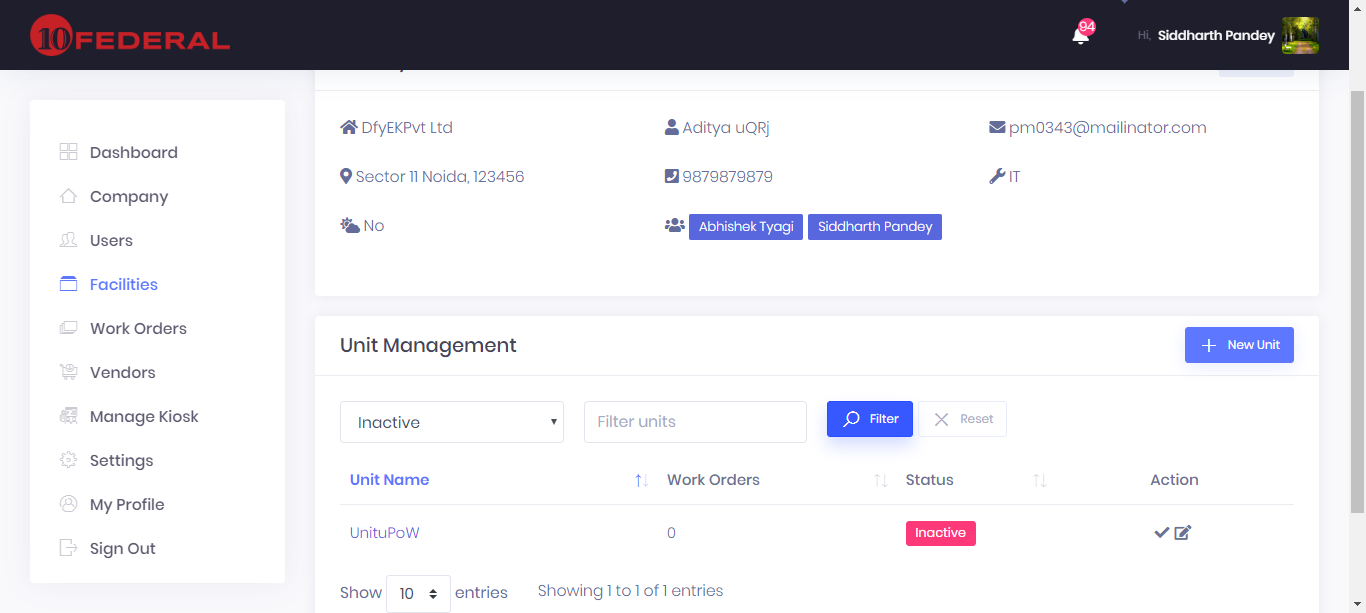 10 FEDERAL
94
Hi, Siddharth Pandey
Dashboard
Company
Users
Facilities
Work Orders
Vendors
Manage Kiosk
Settings
My Profile
Sign Out
DfyEKPvt Ltd
Aditya uQRj
pm0343@mailinator.com
Sector 11 Noida, 123456
9879879879
IT
No
Abhishek Tyagi
Siddharth Pandey
Unit Management
New Unit
Inactive
Filter units
Filter
Reset
Unit Name
Work Orders
Status
Action
UnituPoW
0
Inactive
Show 10 entries
Showing 1 to 1 of 1 entries